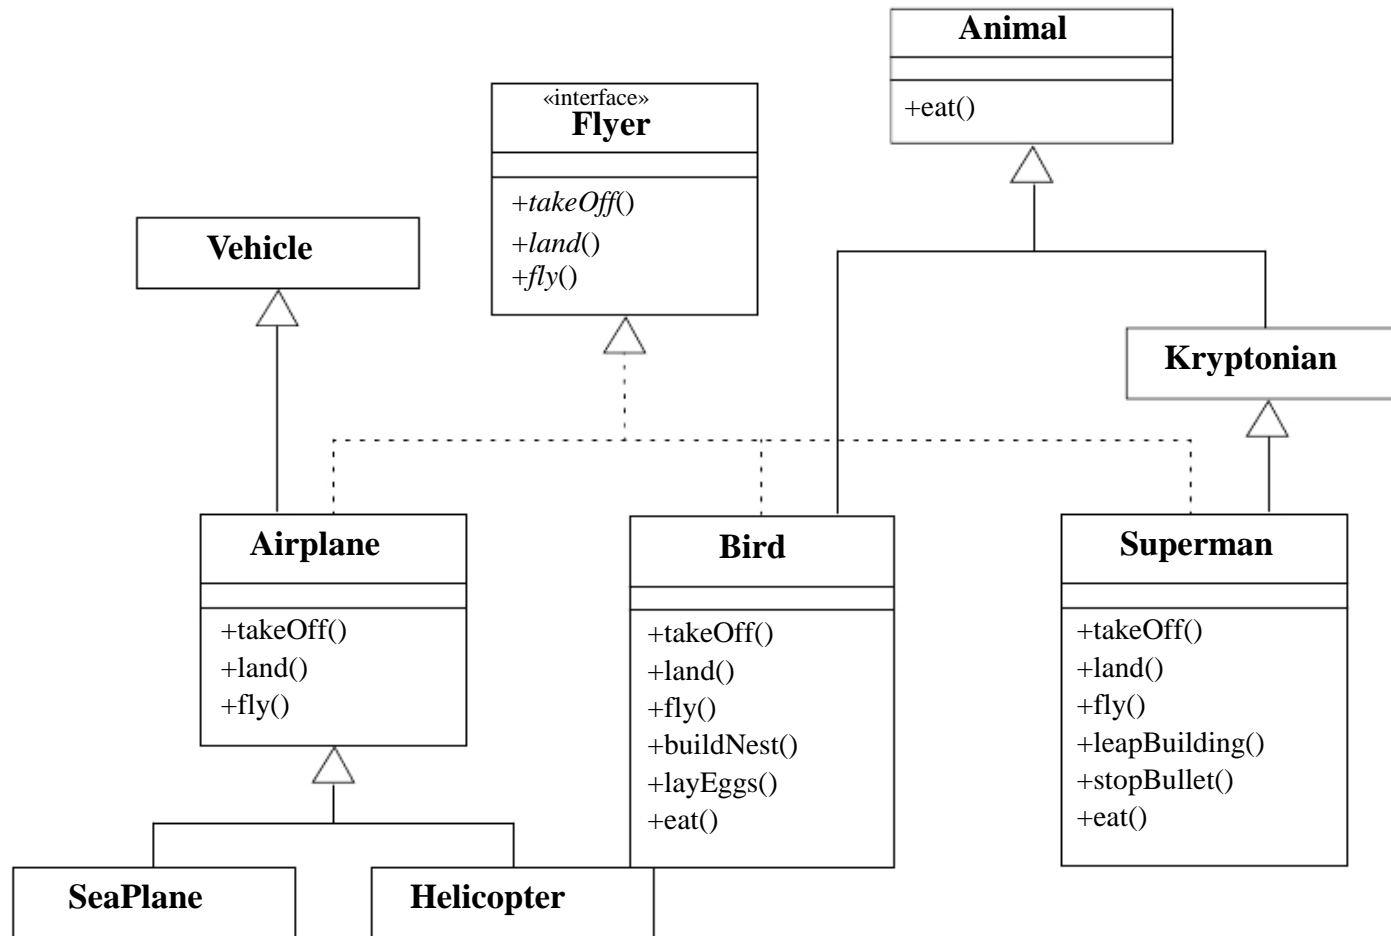 Animal
+eat()
«interface»
Flyer
+takeOff()
+land()
+fly()
Vehicle
Kryptonian
Airplane
+takeOff()
+land()
+fly()
Bird
+takeOff()
+land()
+fly()
+buildNest()
+layEggs()
+eat()
Superman
+takeOff()
+land()
+fly()
+leapBuilding()
+stopBullet()
+eat()
SeaPlane
Helicopter